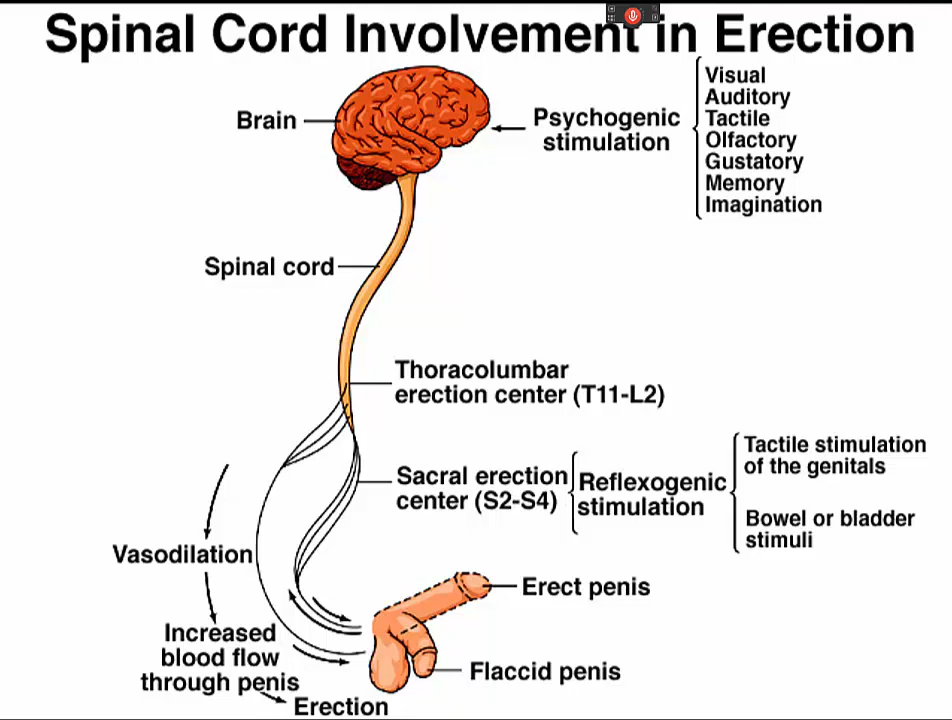 Spinal Cord Involvement in Erection
Brain
Psychogenic
stimulation
Visual
Auditory
Tactile
Olfactory
Gustatory
Memory
Imagination
Spinal cord
Thoracolumbar
erection center (T11-L2)
Sacral erection
center (S2-S4)
Reflexogenic
stimulation
Tactile stimulation
of the genitals
Bowel or bladder
stimuli
Vasodilation
Increased
blood flow
through penis
Erection
Erect penis
Flaccid penis